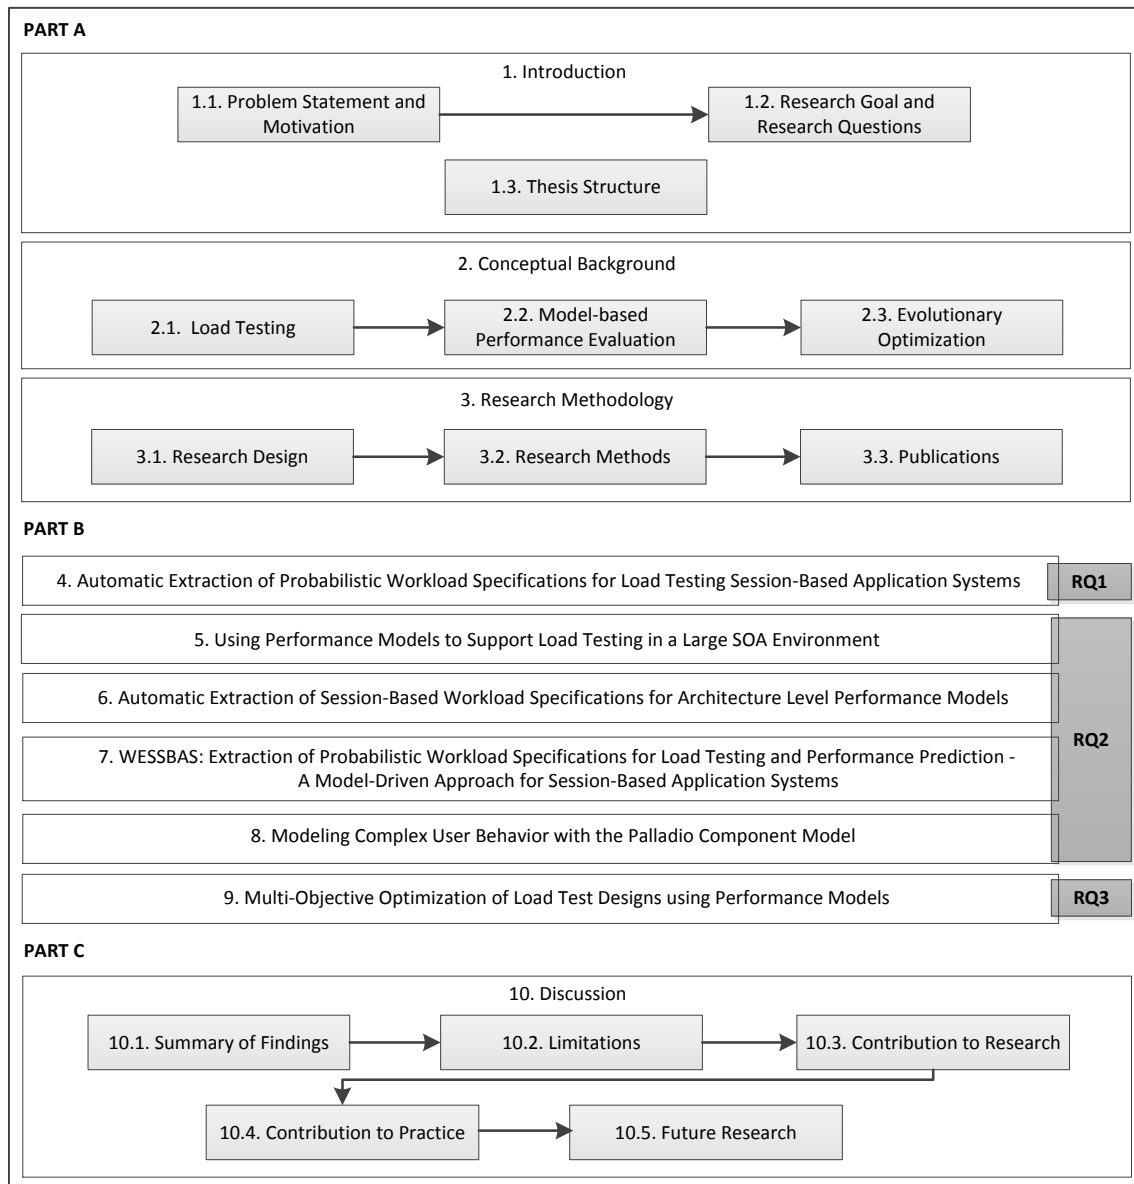 PART A
1. Introduction
1.1. Problem Statement and
Motivation
1.2. Research Goal and
Research Questions
1.3. Thesis Structure
2. Conceptual Background
2.1. Load Testing
2.2. Model-based
Performance Evaluation
2.3. Evolutionary
Optimization
3. Research Methodology
3.1. Research Design
3.2. Research Methods
3.3. Publications
PART B
4. Automatic Extraction of Probabilistic Workload Specifications for Load Testing Session-Based Application Systems
RQ1
5. Using Performance Models to Support Load Testing in a Large SOA Environment
6. Automatic Extraction of Session-Based Workload Specifications for Architecture Level Performance Models
7. WESSBAS: Extraction of Probabilistic Workload Specifications for Load Testing and Performance Prediction -
A Model-Driven Approach for Session-Based Application Systems
RQ2
8. Modeling Complex User Behavior with the Palladio Component Model
9. Multi-Objective Optimization of Load Test Designs using Performance Models
RQ3
PART C
10. Discussion
10.1. Summary of Findings
10.2. Limitations
10.3. Contribution to Research
10.4. Contribution to Practice
10.5. Future Research